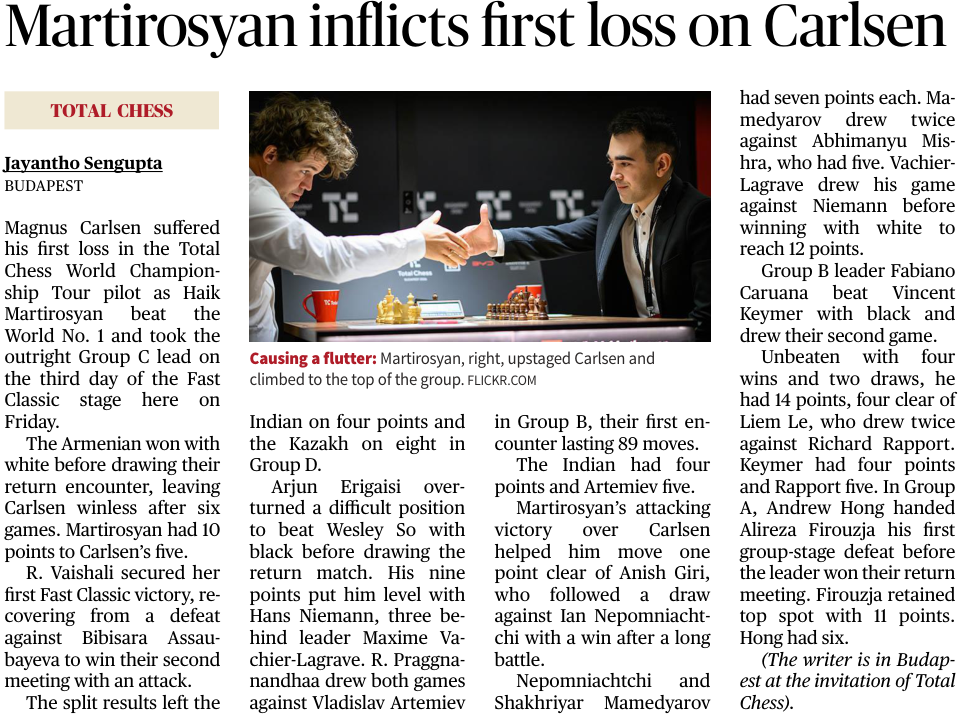 Martirosyan inflicts first loss on Carlsen
TOTAL CHESS
Jayantho Sengupta
BUDAPEST
Magnus Carlsen suffered
his first loss in the Total
Chess World Champion-
ship Tour pilot as Haik
Martirosyan beat the
World No. 1 and took the
outright Group C lead on
the third day of the Fast
Classic stage here on
Friday.
The Armenian won with
white before drawing their
return encounter, leaving
Carlsen winless after six
games. Martirosyan had 10
points to Carlsen’s five.
R. Vaishali secured her
first Fast Classic victory, re-
covering from a defeat
against Bibisara Assau-
bayeva to win their second
meeting with an attack.
The split results left the
TC
TC
TC
Total Chess
Causing a flutter: Martirosyan, right, upstaged Carlsen and
climbed to the top of the group. FLICKR.COM
Indian on four points and
the Kazakh on eight in
Group D.
Arjun Erigaisi over-
turned a difficult position
to beat Wesley So with
black before drawing the
return match. His nine
points put him level with
Hans Niemann, three be-
hind leader Maxime Va-
chier-Lagrave. R. Praggna-
nandhaa drew both games
against Vladislav Artemiev
in Group B, their first en-
counter lasting 89 moves.
The Indian had four
points and Artemiev five.
Martirosyan’s attacking
victory over Carlsen
helped him move one
point clear of Anish Giri,
who followed a draw
against Ian Nepomniacht-
chi with a win after a long
battle.
Nepomniachtchi and
Shakhriyar Mamedyarov
had seven points each. Ma-
medyarov drew twice
against Abhimanyu Mis-
hra, who had five. Vachier-
Lagrave drew his game
against Niemann before
winning with white to
reach 12 points.
Group B leader Fabiano
Caruana beat Vincent
Keymer with black and
drew their second game.
Unbeaten with four
wins and two draws, he
had 14 points, four clear of
Liem Le, who drew twice
against Richard Rapport.
Keymer had four points
and Rapport five. In Group
A, Andrew Hong handed
Alireza Firouzja his first
group-stage defeat before
the leader won their return
meeting. Firouzja retained
top spot with 11 points.
Hong had six.
(The writer is in Budap-
est at the invitation of Total
Chess).